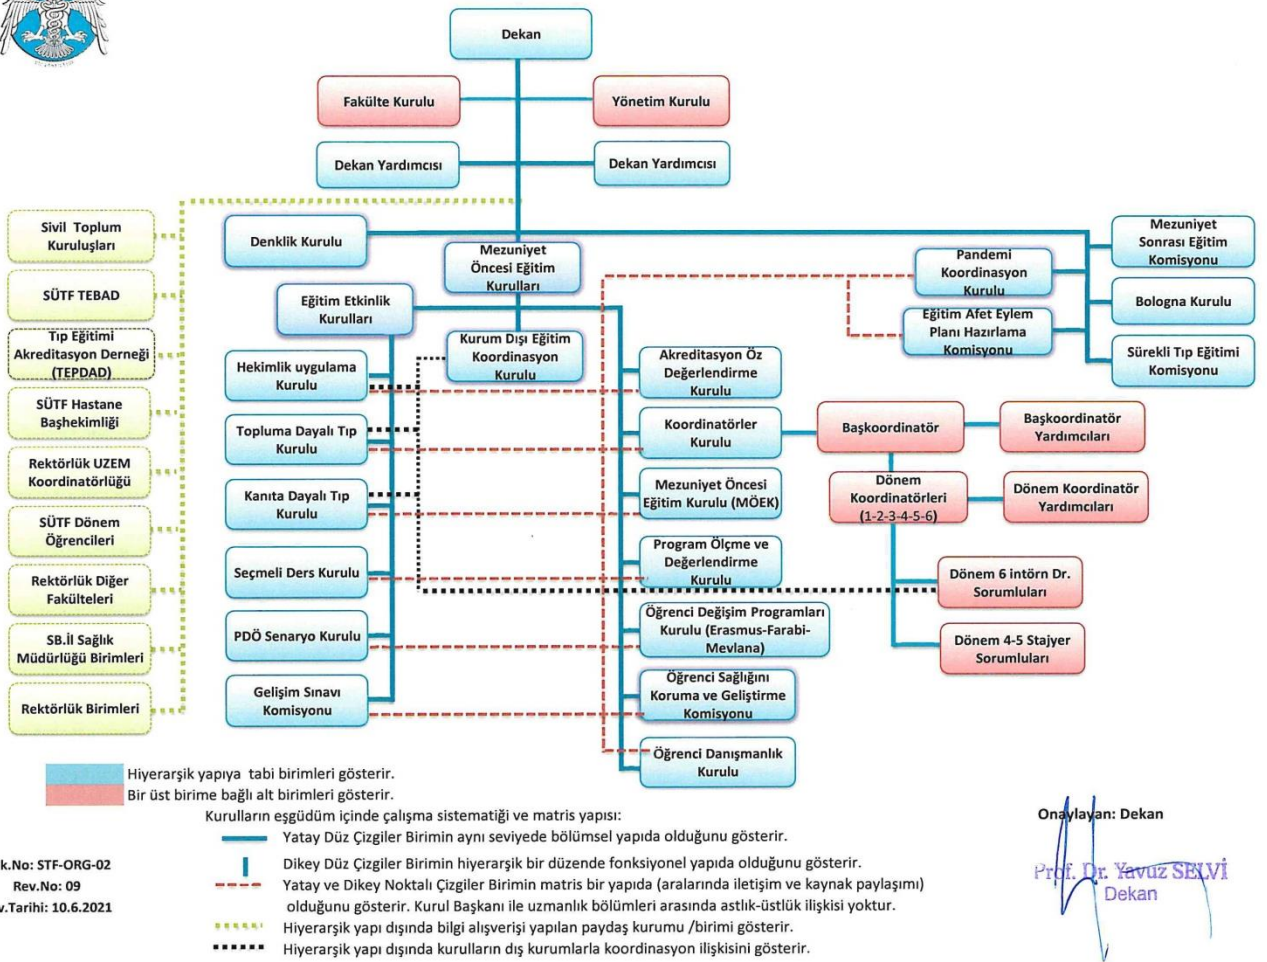 Dekan
Fakülte Kurulu
Yönetim Kurulu
Dekan Yardımcısı
Dekan Yardımcısı
Sivil Toplum
Kuruluşları
SÜTF TEBAD
Tıp Eğitimi
Akreditasyon Derneği
(TEPDAD)
SÜTF Hastane
Başhekimliği
Rektörlük UZEM
Koordinatörlüğü
SÜTF Dönem
Öğrencileri
Rektörlük Diğer
Fakülteleri
SB.İl Sağlık
Müdürlüğü Birimleri
Rektörlük Birimleri
Denklik Kurulu
Mezuniyet
Öncesi Eğitim
Kurulları
Eğitim Etkinlik
Kurulları
Kurum Dışı Eğitim
Koordinasyon
Kurulu
Hekimlik uygulama
Kurulu
Topluma Dayalı Tıp
Kurulu
Kanıta Dayalı Tıp
Kurulu
Seçmeli Ders Kurulu
PDÖ Senaryo Kurulu
Gelişim Sınavı
Komisyonu
Akreditasyon Öz
Değerlendirme
Kurulu
Koordinatörler
Kurulu
Mezuniyet Öncesi
Eğitim Kurulu (MÖEK)
Program Ölçme ve
Değerlendirme
Kurulu
Öğrenci Değişim Programları
Kurulu (Erasmus-Farabi-
Mevlana)
Öğrenci Sağlığını
Koruma ve Geliştirme
Komisyonu
Öğrenci Danışmanlık
Kurulu
Pandemi
Koordinasyon
Kurulu
Eğitim Afet Eylem
Planı Hazırlama
Komisyonu
Mezuniyet
Sonrası Eğitim
Komisyonu
Bologna Kurulu
Sürekli Tıp Eğitimi
Komisyonu
Başkoordinatör
Başkoordinatör
Yardımcıları
Dönem
Koordinatörleri
(1-2-3-4-5-6)
Dönem Koordinatör
Yardımcıları
Dönem 6 intörn Dr.
Sorumluları
Dönem 4-5 Stajyer
Sorumluları
Hiyerarşik yapıya tabi birimleri gösterir.
Bir üst birime bağlı alt birimleri gösterir.
Kurulların eşgüdüm içinde çalışma sistematiği ve matris yapısı:
Yatay Düz Çizgiler Birimin aynı seviyede bölümsel yapıda olduğunu gösterir.
Dikey Düz Çizgiler Birimin hiyerarşik bir düzende fonksiyonel yapıda olduğunu gösterir.
Yatay ve Dikey Noktalı Çizgiler Birimin matris bir yapıda (aralarında iletişim ve kaynak paylaşımı)
olduğunu gösterir. Kurul Başkanı ile uzmanlık bölümleri arasında astlık-üstlük ilişkisi yoktur.
Hiyerarşik yapı dışında bilgi alışverişi yapılan paydaş kurumu /birimi gösterir.
Hiyerarşik yapı dışında kurulların dış kurumlarla koordinasyon ilişkisini gösterir.
k.No: STF-ORG-02
Rev.No: 09
v.Tarihi: 10.6.2021
Onaylayan: Dekan
Prof. Dr. Yavuz SELVİ
Dekan